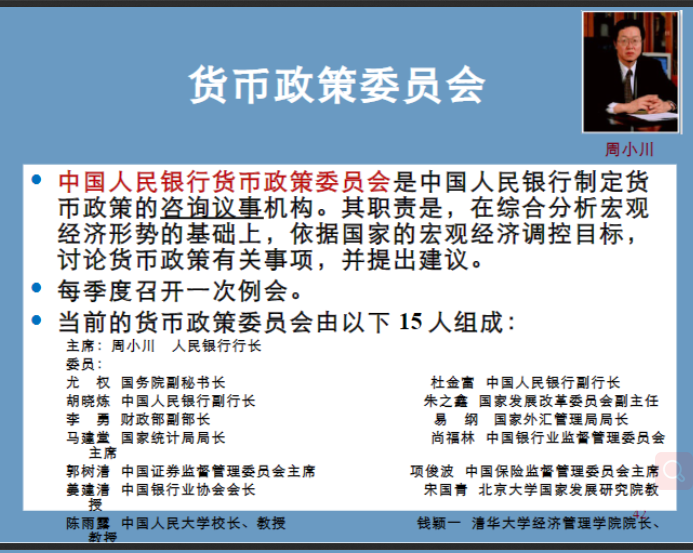 货币政策委员会
周小川
中国人民银行货币政策委员会是中国人民银行制定货
币政策的咨询议事机构。其职责是，在综合分析宏观
经济形势的基础上，依据国家的宏观经济调控目标，
讨论货币政策有关事项，并提出建议。
每季度召开一次例会。
当前的货币政策委员会由以下 15 人组成：
主席：周小川 人民银行行长
委员：
尤 权 国务院副秘书长 杜金富 中国人民银行副行长
胡晓炼 中国人民银行副行长 朱之鑫 国家发展改革委员会副主任
李 勇 财政部副部长 易 纲 国家外汇管理局局长
马建堂 国家统计局局长 尚福林 中国银行业监督管理委员会
主席
郭树清 中国证券监督管理委员会主席 项俊波 中国保险监督管理委员会主席
姜建清 中国银行业协会会长 宋国青 北京大学国家发展研究院教
授
陈雨露 中国人民大学校长、教授 钱颖一 清华大学经济管理学院院长、
教授